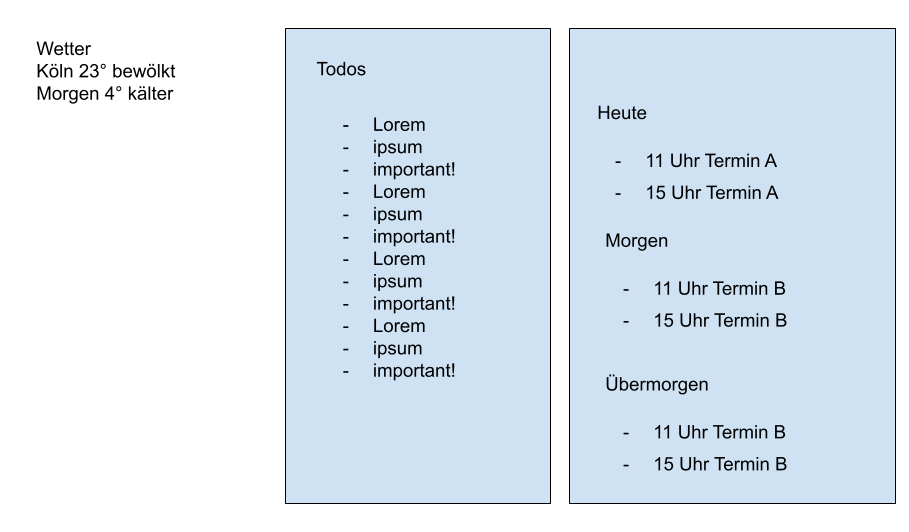 Wetter
Köln 23° bewölkt
Morgen 4° kälter
Todos
- Lorem
- ipsum
- important!
- Lorem
- ipsum
- important!
- Lorem
- ipsum
- important!
- Lorem
- ipsum
- important!
Heute
- 11 Uhr Termin A
- 15 Uhr Termin A
Morgen
- 11 Uhr Termin B
- 15 Uhr Termin B
Übermorgen
- 11 Uhr Termin B
- 15 Uhr Termin B